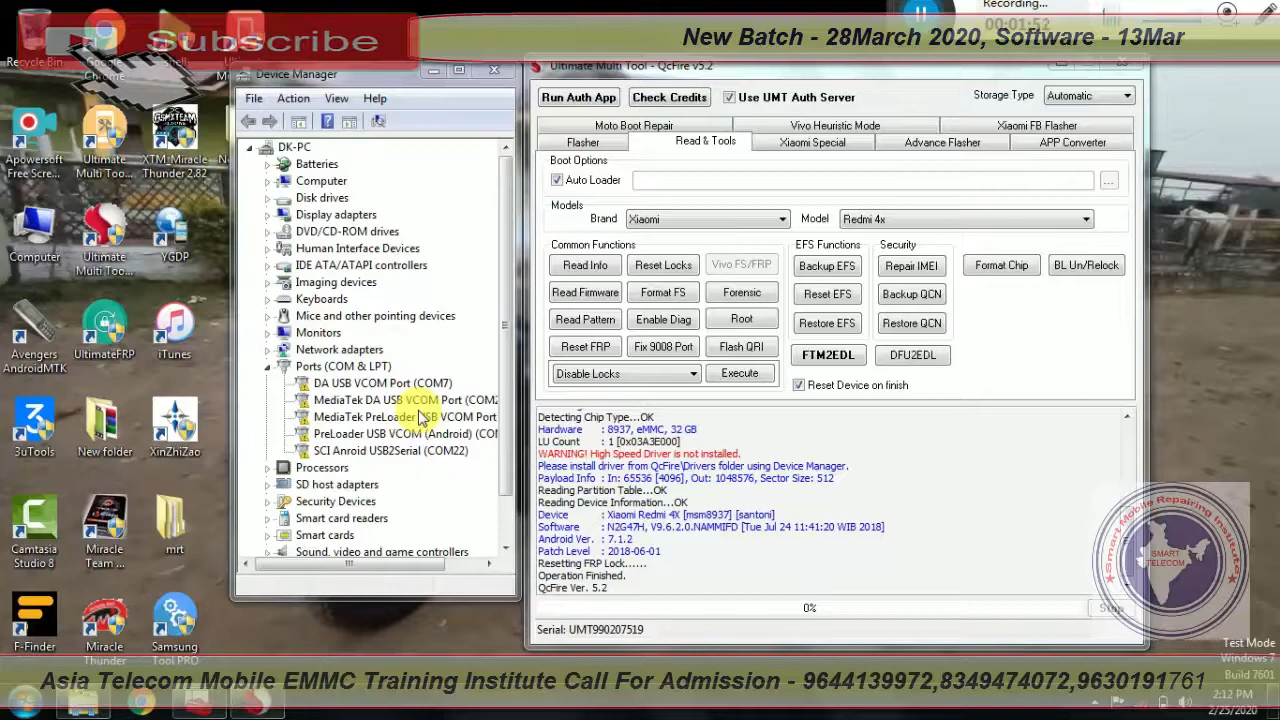 Recording...
00:01:52
Subscribe
New Batch - 28March 2020, Software - 13Mar
Recycle Bin
Google Chrome
Apowersoft Free Scre...
Ultimate Multi Too...
XTM-Miracle Thunder 2.82
Computer
Ultimate Multi Too...
YGDP
Avengers AndroidMTK
UltimateFRP
iTunes
3uTools
New folder
XinZhiZao
Camtasia Studio 8
Miracle Team ...
mrt
F-Finder
Miracle Thunder
Samsung Tool PRO
Device Manager
File Action View Help
DK-PC
Batteries
Computer
Disk drives
Display adapters
DVD/CD-ROM drives
Human Interface Devices
IDE ATA/ATAPI controllers
Imaging devices
Keyboards
Mice and other pointing devices
Monitors
Network adapters
Ports (COM & LPT)
DA USB VCOM Port (COM7)
MediaTek DA USB VCOM Port (COM2
MediaTek PreLoader USB VCOM Port
PreLoader USB VCOM (Android) (CO
SCI Anroid USB2Serial (COM22)
Processors
SD host adapters
Security Devices
Smart card readers
Smart cards
Sound, video and game controllers
Ultimate Multi Tool - QcFire v5.2
Run Auth App Check Credits Use UMT Auth Server Storage Type Automatic
Moto Boot Repair Vivo Heuristic Mode Xiaomi FB Flasher
Flasher Read & Tools Xiaomi Special Advance Flasher APP Converter
Boot Options
Auto Loader ...
Models
Brand Xiaomi Model Redmi 4x
Common Functions EFS Functions Security
Read Info Reset Locks Vivo FS/FRP Backup EFS Repair IMEI Format Chip BL Un/Relock
Read Firmware Format FS Forensic Reset EFS Backup QCN
Read Pattern Enable Diag Root Restore EFS Restore QCN
Reset FRP Fix 9008 Port Flash QRI FTM2EDL DFU2EDL
Disable Locks Execute Reset Device on finish
Detecting Chip Type...OK
Hardware : 8937, eMMC, 32 GB
LU Count : 1 [0x03A3E000]
WARNING! High Speed Driver is not installed.
Please install driver from QcFire\Drivers folder using Device Manager.
Payload Info : In: 65536 [4096], Out: 1048576, Sector Size: 512
Reading Partition Table...OK
Reading Device Information...OK
Device : Xiaomi Redmi 4X [msm8937] [santoni]
Software : N2G47H, V9.6.2.0.NAMMIFD [Tue Jul 24 11:41:20 WIB 2018]
Android Ver. : 7.1.2
Patch Level : 2018-06-01
Resetting FRP Lock......
Operation Finished.
QcFire Ver. 5.2
0%
Stop
Serial: UMT990207519
SMART TELECOM
Test Mode
Windows 7
Build 7601
Asia Telecom Mobile EMMC Training Institute Call For Admission - 9644139972,8349474072,9630191761
2:12 PM
2/25/2020